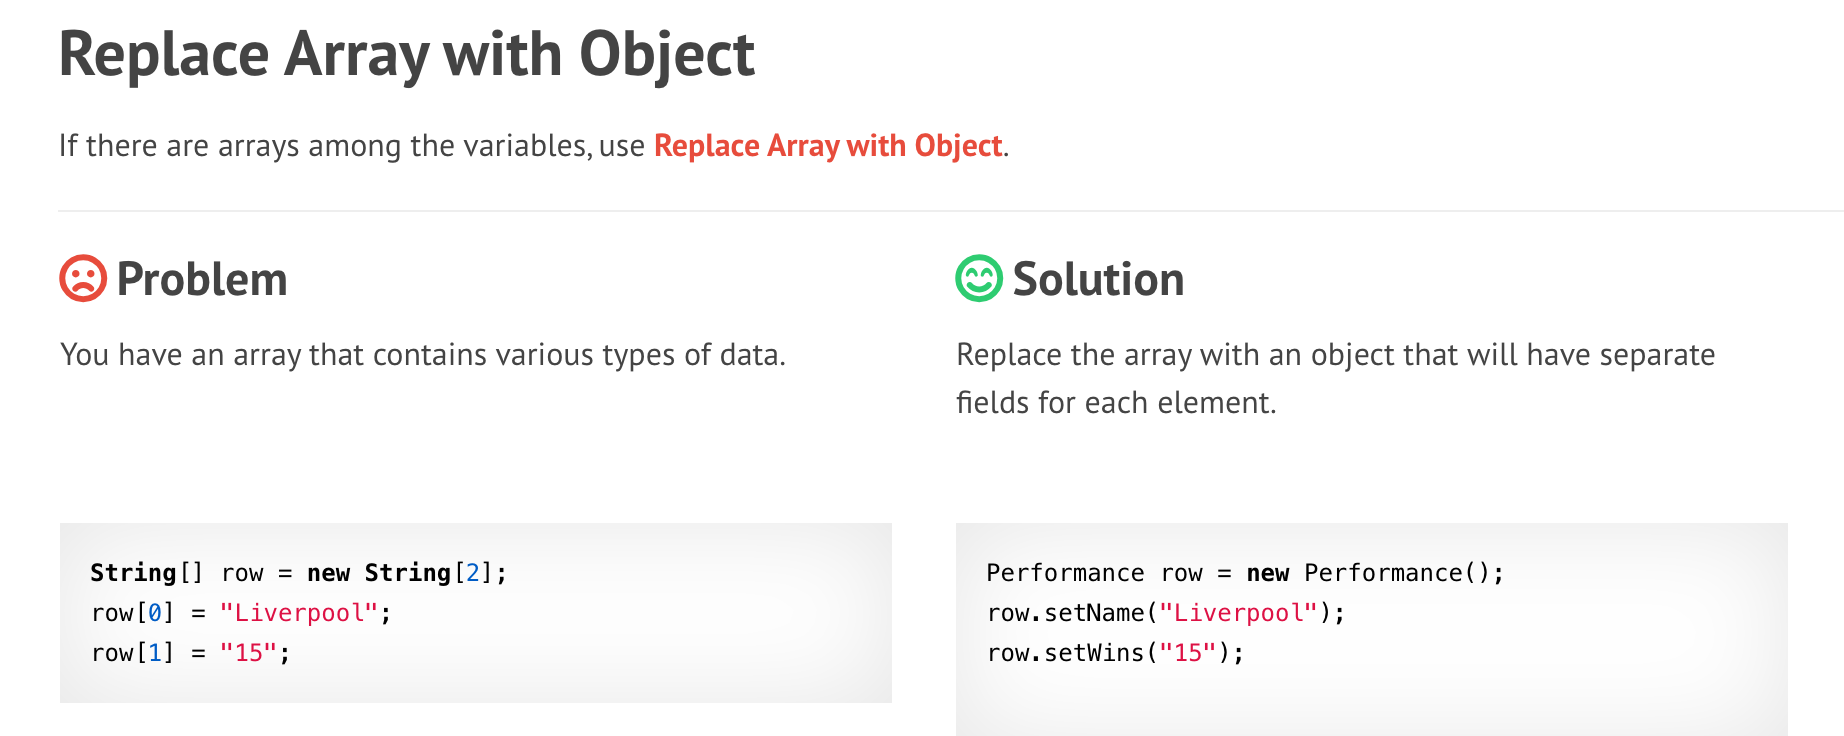 Replace Array with Object
If there are arrays among the variables, use Replace Array with Object.
Problem
You have an array that contains various types of data.
String[] row = new String[2];
row[0] = "Liverpool";
row[1] = "15";
Solution
Replace the array with an object that will have separate
fields for each element.
Performance row = new Performance();
row.setName("Liverpool");
row.setWins("15");